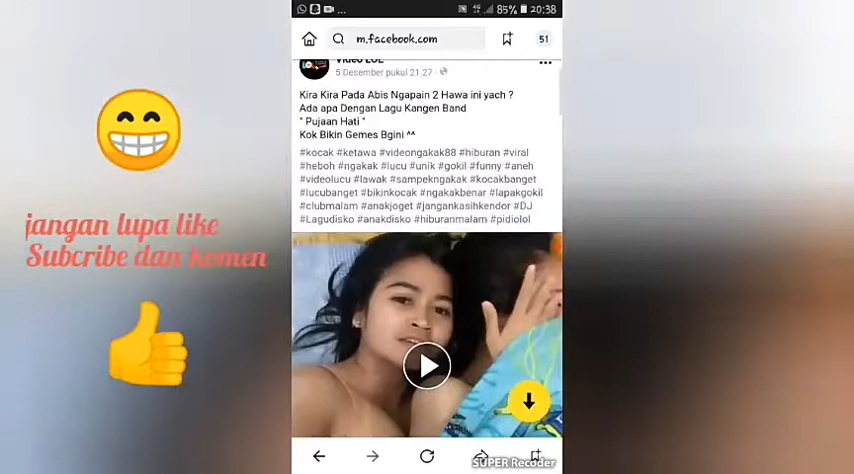 85% 20:38
m.facebook.com
51
Video LOL
5 Desember pukul 21.27
Kira Kira Pada Abis Ngapain 2 Hawa ini yach ?
Ada apa Dengan Lagu Kangen Band
" Pujaan Hati "
Kok Bikin Gemes Bgini ^^
#kocak #ketawa #videongakak88 #hiburan #viral
#heboh #ngakak #lucu #unik #gokil #funny #aneh
#videolucu #lawak #sampekngakak #kocakbanget
#lucubanget #bikinkocak #ngakakbenar #lapakgokil
#clubmalam #anakjoget #jangankasihkendor #DJ
#Lagudisko #anakdisko #hiburanmalam #pidiolol
jangan lupa like
Subcribe dan komen
SUPER Recorder